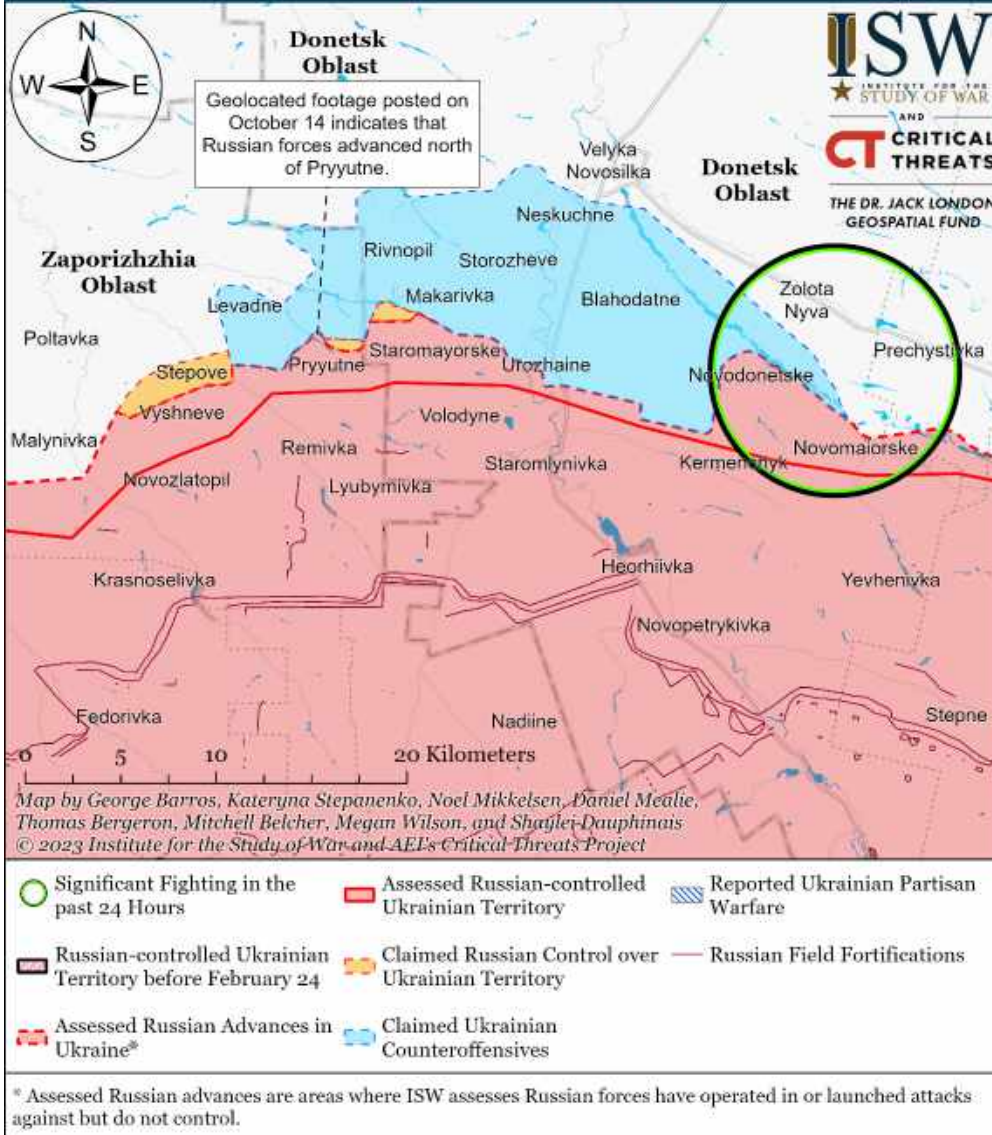 N
W E
S
Donetsk
Oblast
Geolocated footage posted on
October 14 indicates that
Russian forces advanced north
of Pryyutne.
ISW
INSTITUTE FOR THE
STUDY OF WAR
AND
CT CRITICAL
THREATS
THE DR. JACK LONDON
GEOSPATIAL FUND
Velyka
Novosilka
Donetsk
Oblast
Neskuchne
Rivnopil
Storozheve
Zaporizhzhia
Oblast
Levadne
Makarivka
Blahodatne
Zolota
Nyva
Poltavka
Prechystivka
Stepove
Pryyutne
Staromayorske
Urozhaine
Novodonetske
Vyshneve
Volodyne
Malynivka
Remivka
Novomaiorske
Staromlynivka
Kermenchyk
Novozlatopil
Lyubymivka
Krasnoselivka
Heorhiivka
Yevhenivka
Novopetrykivka
Fedorivka
Nadiine
Stepne
0 5 10 20 Kilometers
Map by George Barros, Kateryna Stepanenko, Noel Mikkelsen, Daniel Mealie,
Thomas Bergeron, Mitchell Belcher, Megan Wilson, and Shaylei Dauphinais
© 2023 Institute for the Study of War and AEI's Critical Threats Project
Significant Fighting in the
past 24 Hours
Assessed Russian-controlled
Ukrainian Territory
Reported Ukrainian Partisan
Warfare
Russian-controlled Ukrainian
Territory before February 24
Claimed Russian Control over
Ukrainian Territory
Russian Field Fortifications
Assessed Russian Advances in
Ukraine*
Claimed Ukrainian
Counteroffensives
* Assessed Russian advances are areas where ISW assesses Russian forces have operated in or launched attacks
against but do not control.